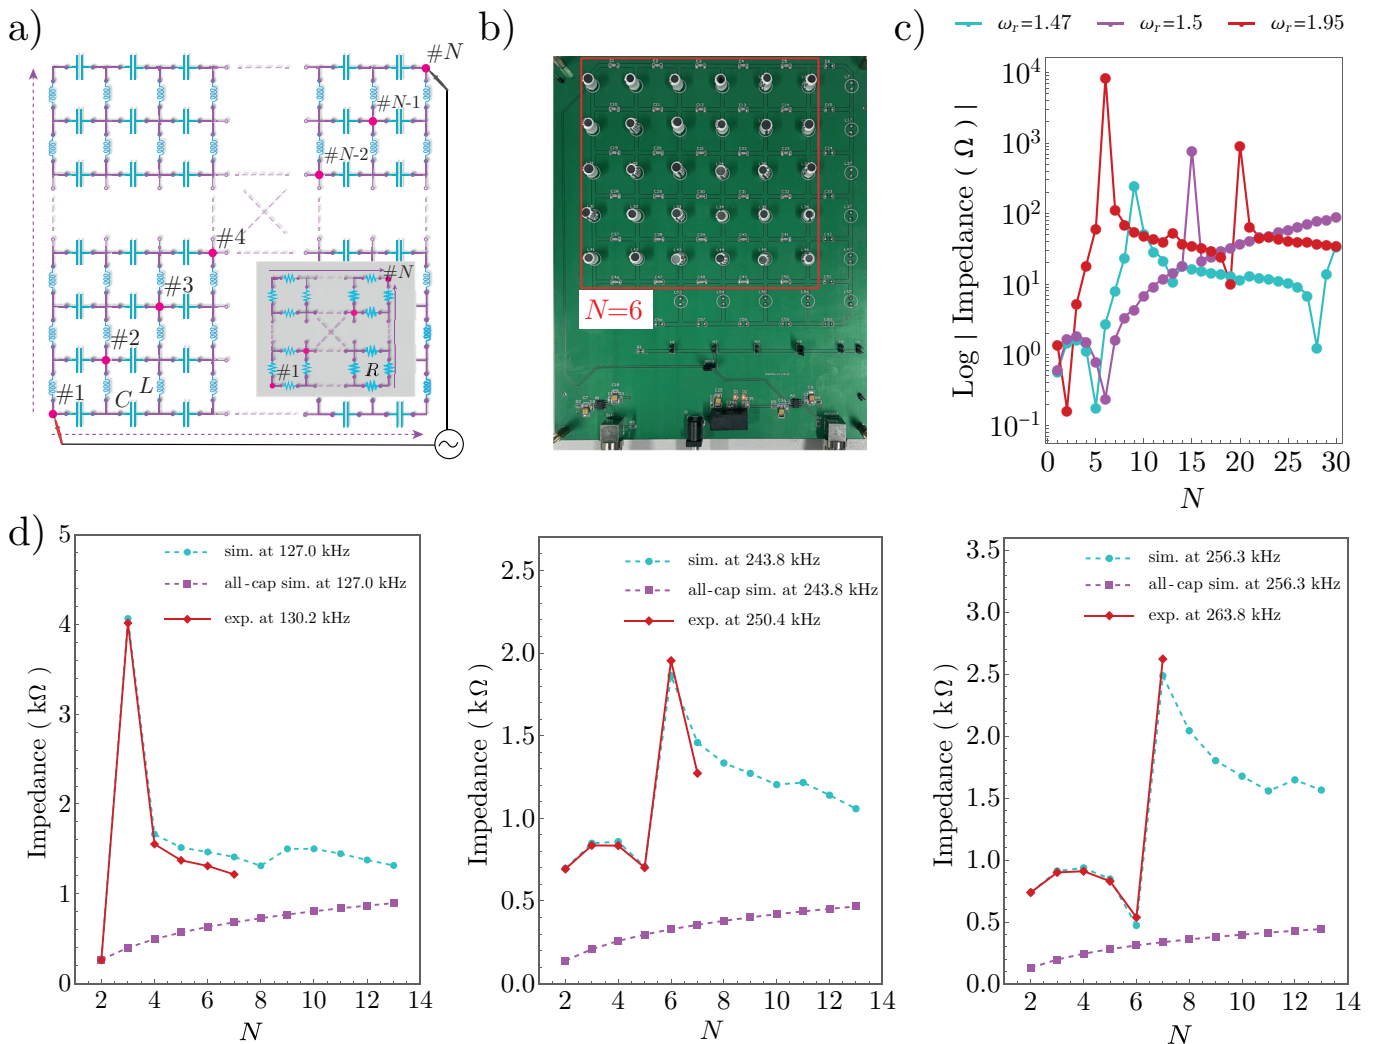 a)
#N
#N-1
#N-2
#4
#3
#2
#1
C
L
#N
#1
R
b)
N=6
c)
ω_r=1.47
ω_r=1.5
ω_r=1.95
Log | Impedance ( Ω ) |
10^4
10^3
10^2
10^1
10^0
10^-1
0 5 10 15 20 25 30
N
d)
sim. at 127.0 kHz
all-cap sim. at 127.0 kHz
exp. at 130.2 kHz
Impedance ( kΩ )
5
4
3
2
1
0
2 4 6 8 10 12 14
N
sim. at 243.8 kHz
all-cap sim. at 243.8 kHz
exp. at 250.4 kHz
Impedance ( kΩ )
2.5
2.0
1.5
1.0
0.5
0.0
2 4 6 8 10 12 14
N
sim. at 256.3 kHz
all-cap sim. at 256.3 kHz
exp. at 263.8 kHz
Impedance ( kΩ )
3.5
3.0
2.5
2.0
1.5
1.0
0.5
0.0
2 4 6 8 10 12 14
N